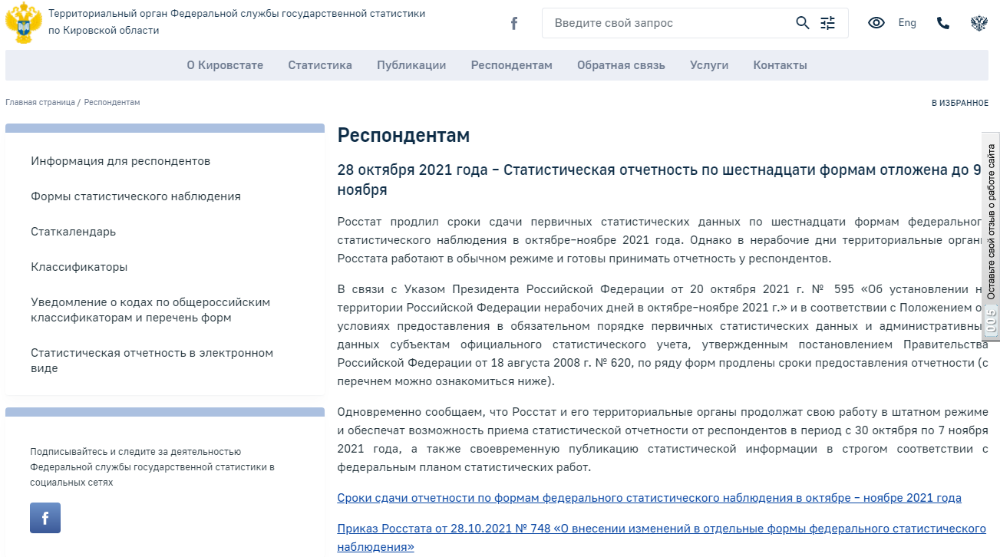 Территориальный орган Федеральной службы государственной статистики
по Кировской области
Введите свой запрос
Eng
О Кировстате Статистика Публикации Респондентам Обратная связь Услуги Контакты
Главная страница / Респондентам
В ИЗБРАННОЕ
Информация для респондентов
Формы статистического наблюдения
Статкалендарь
Классификаторы
Уведомление о кодах по общероссийским
классификаторам и перечень форм
Статистическая отчетность в электронном
виде
Подписывайтесь и следите за деятельностью
Федеральной службы государственной статистики в
социальных сетях
Респондентам
28 октября 2021 года – Статистическая отчетность по шестнадцати формам отложена до 9
ноября
Росстат продлил сроки сдачи первичных статистических данных по шестнадцати формам федеральног
статистического наблюдения в октябре–ноябре 2021 года. Однако в нерабочие дни территориальные орган
Росстата работают в обычном режиме и готовы принимать отчетность у респондентов.
В связи с Указом Президента Российской Федерации от 20 октября 2021 г. № 595 «Об установлении н
территории Российской Федерации нерабочих дней в октябре–ноябре 2021 г.» и в соответствии с Положением о
условиях предоставления в обязательном порядке первичных статистических данных и административны
данных субъектам официального статистического учета, утвержденным постановлением Правительства
Российской Федерации от 18 августа 2008 г. № 620, по ряду форм продлены сроки предоставления отчетности (с
перечнем можно ознакомиться ниже).
Одновременно сообщаем, что Росстат и его территориальные органы продолжат свою работу в штатном режиме
и обеспечат возможность приема статистической отчетности от респондентов в период с 30 октября по 7 ноября
2021 года, а также своевременную публикацию статистической информации в строгом соответствии с
федеральным планом статистических работ.
Сроки сдачи отчетности по формам федерального статистического наблюдения в октябре – ноябре 2021 года
Приказ Росстата от 28.10.2021 № 748 «О внесении изменений в отдельные формы федерального статистического
наблюдения»
Оставьте свой отзыв о работе сайта